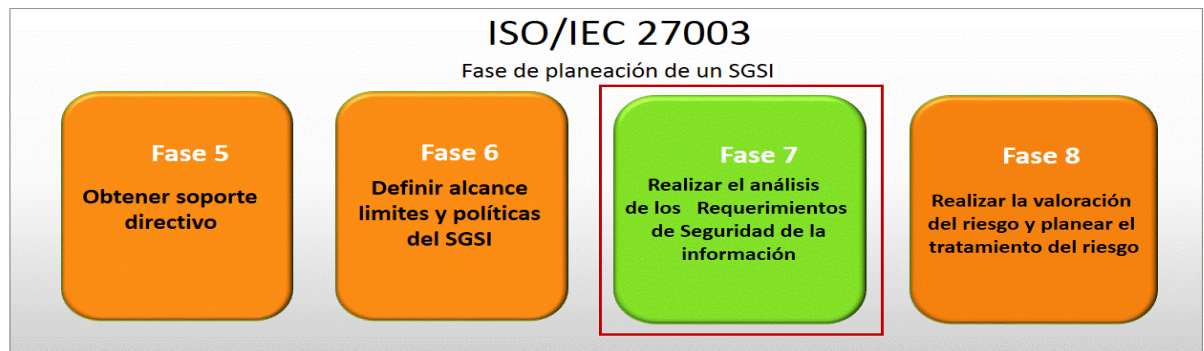 ISO/IEC 27003
Fase de planeación de un SGSI
Fase 5
Obtener soporte
directivo
Fase 6
Definir alcance
limites y políticas
del SGSI
Fase 7
Realizar el análisis
de los Requerimientos
de Seguridad de la
información
Fase 8
Realizar la valoración
del riesgo y planear el
tratamiento del riesgo